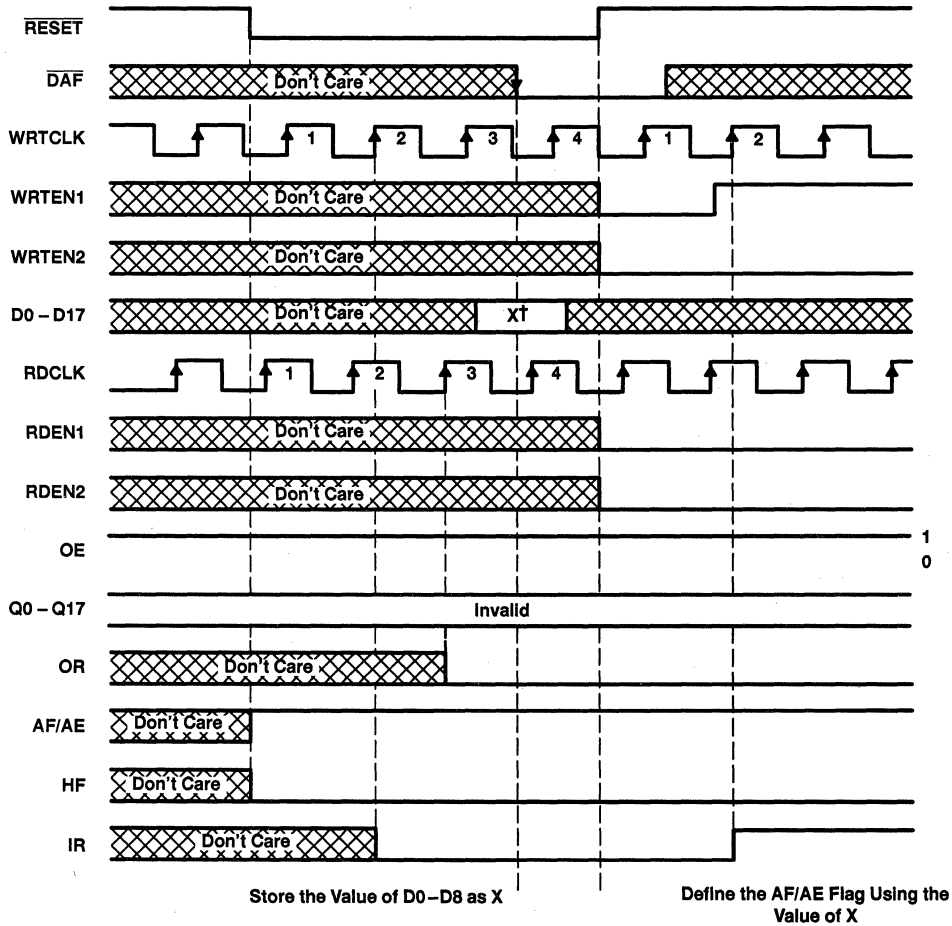 RESET
DAF
Don't Care
WRTCLK
1 2 3 4 1 2
WRTEN1
Don't Care
WRTEN2
Don't Care
D0 – D17
Don't Care
X†
RDCLK
1 2 3 4
RDEN1
Don't Care
RDEN2
Don't Care
OE
1
0
Q0 – Q17
Invalid
OR
Don't Care
AF/AE
Don't Care
HF
Don't Care
IR
Don't Care
Store the Value of D0–D8 as X
Define the AF/AE Flag Using the
Value of X